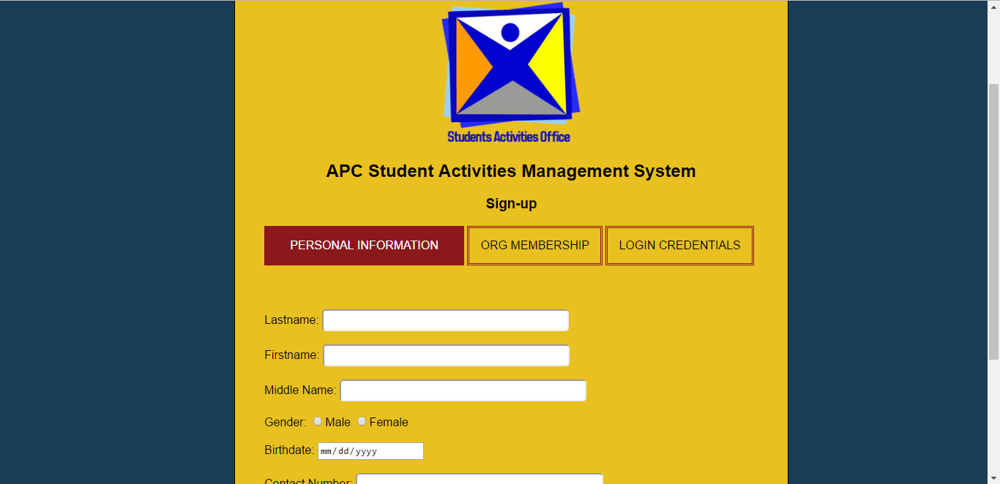 Students Activities Office
APC Student Activities Management System
Sign-up
PERSONAL INFORMATION ORG MEMBERSHIP LOGIN CREDENTIALS
Lastname:
Firstname:
Middle Name:
Gender: Male Female
Birthdate: mm/dd/yyyy
Contact Number: